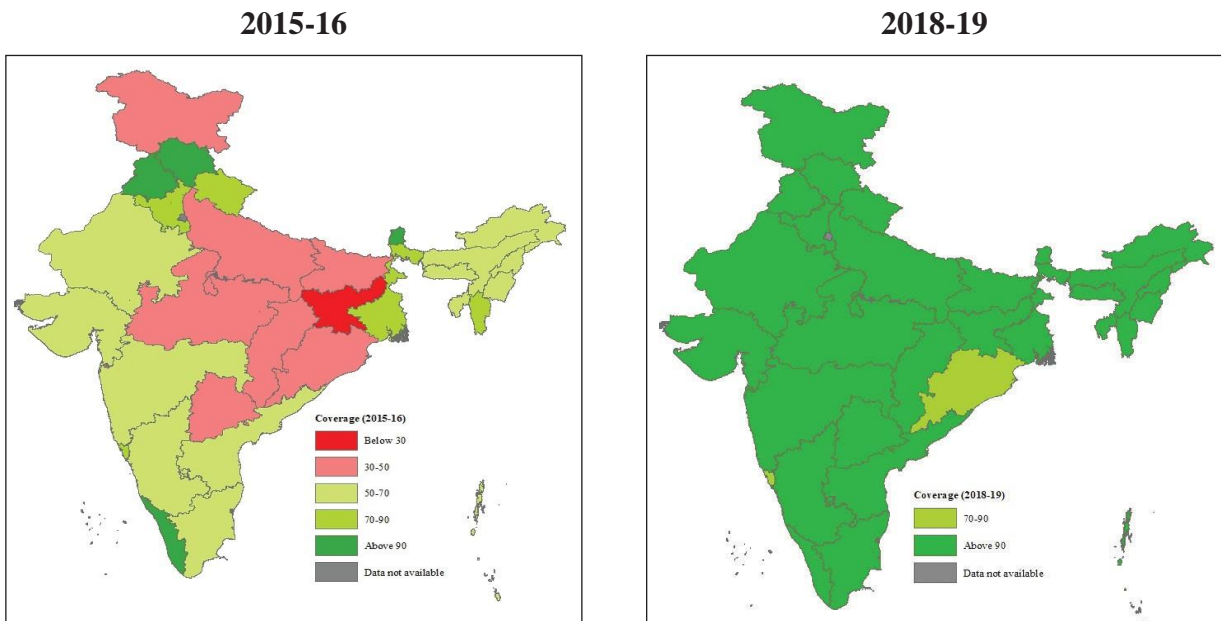 2015-16
2018-19
Coverage (2015-16)
Below 30
30-50
50-70
70-90
Above 90
Data not available
Coverage (2018-19)
70-90
Above 90
Data not available